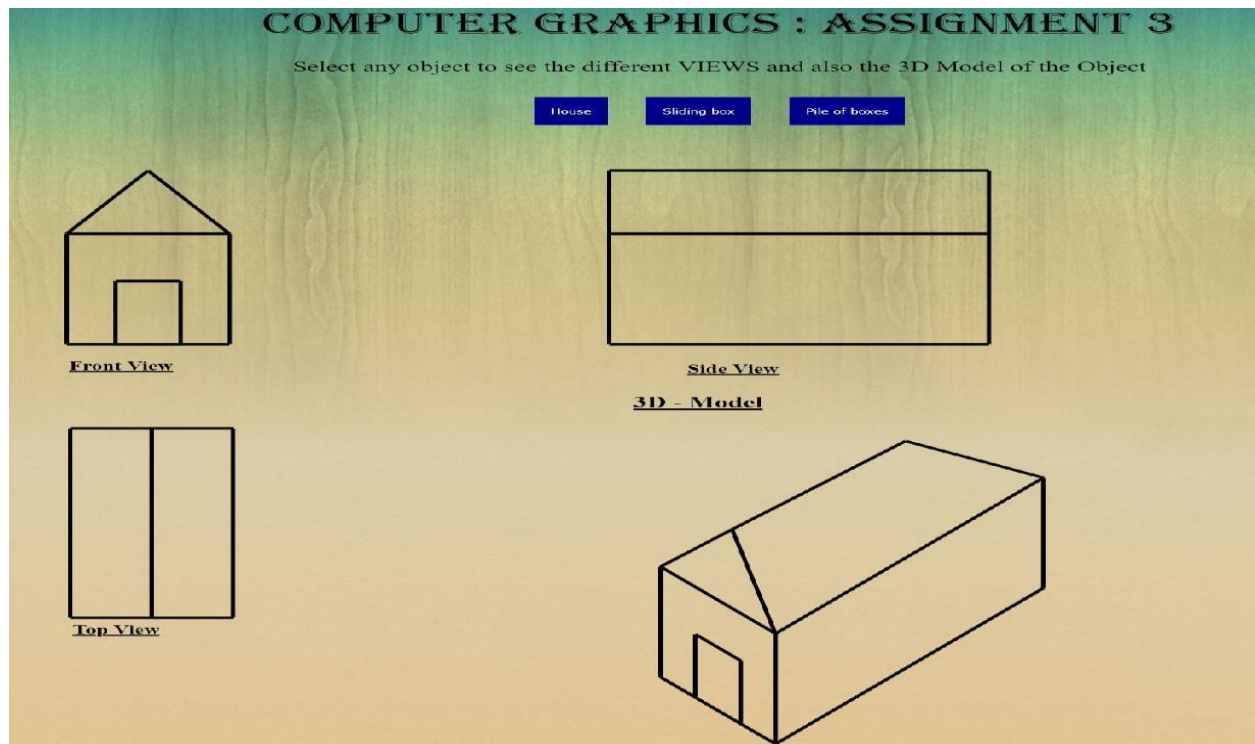 COMPUTER GRAPHICS : ASSIGNMENT 3
Select any object to see the different VIEWS and also the 3D Model of the Object
House Sliding box Pile of boxes
Front View
Side View
3D - Model
Top View